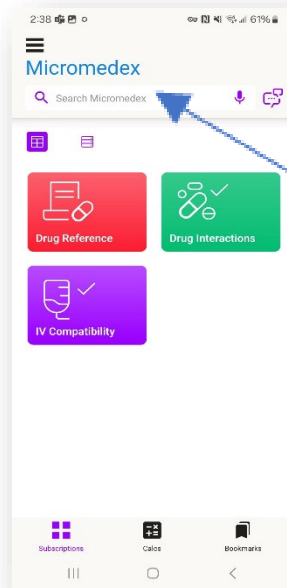 2:38
61%
Micromedex
Search Micromedex
Drug Reference
Drug Interactions
IV Compatibility
Subscriptions
Calcs
Bookmarks